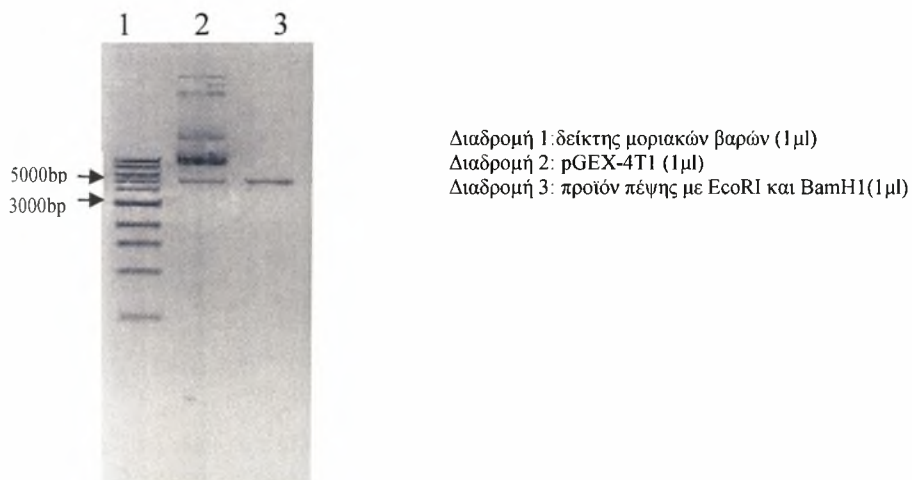 1 2 3
5000bp
3000bp
Διαδρομή 1:δείκτης μοριακών βαρών (1μl)
Διαδρομή 2: pGEX-4T1 (1μl)
Διαδρομή 3: προϊόν πέψης με EcoRI και BamH1(1μl)